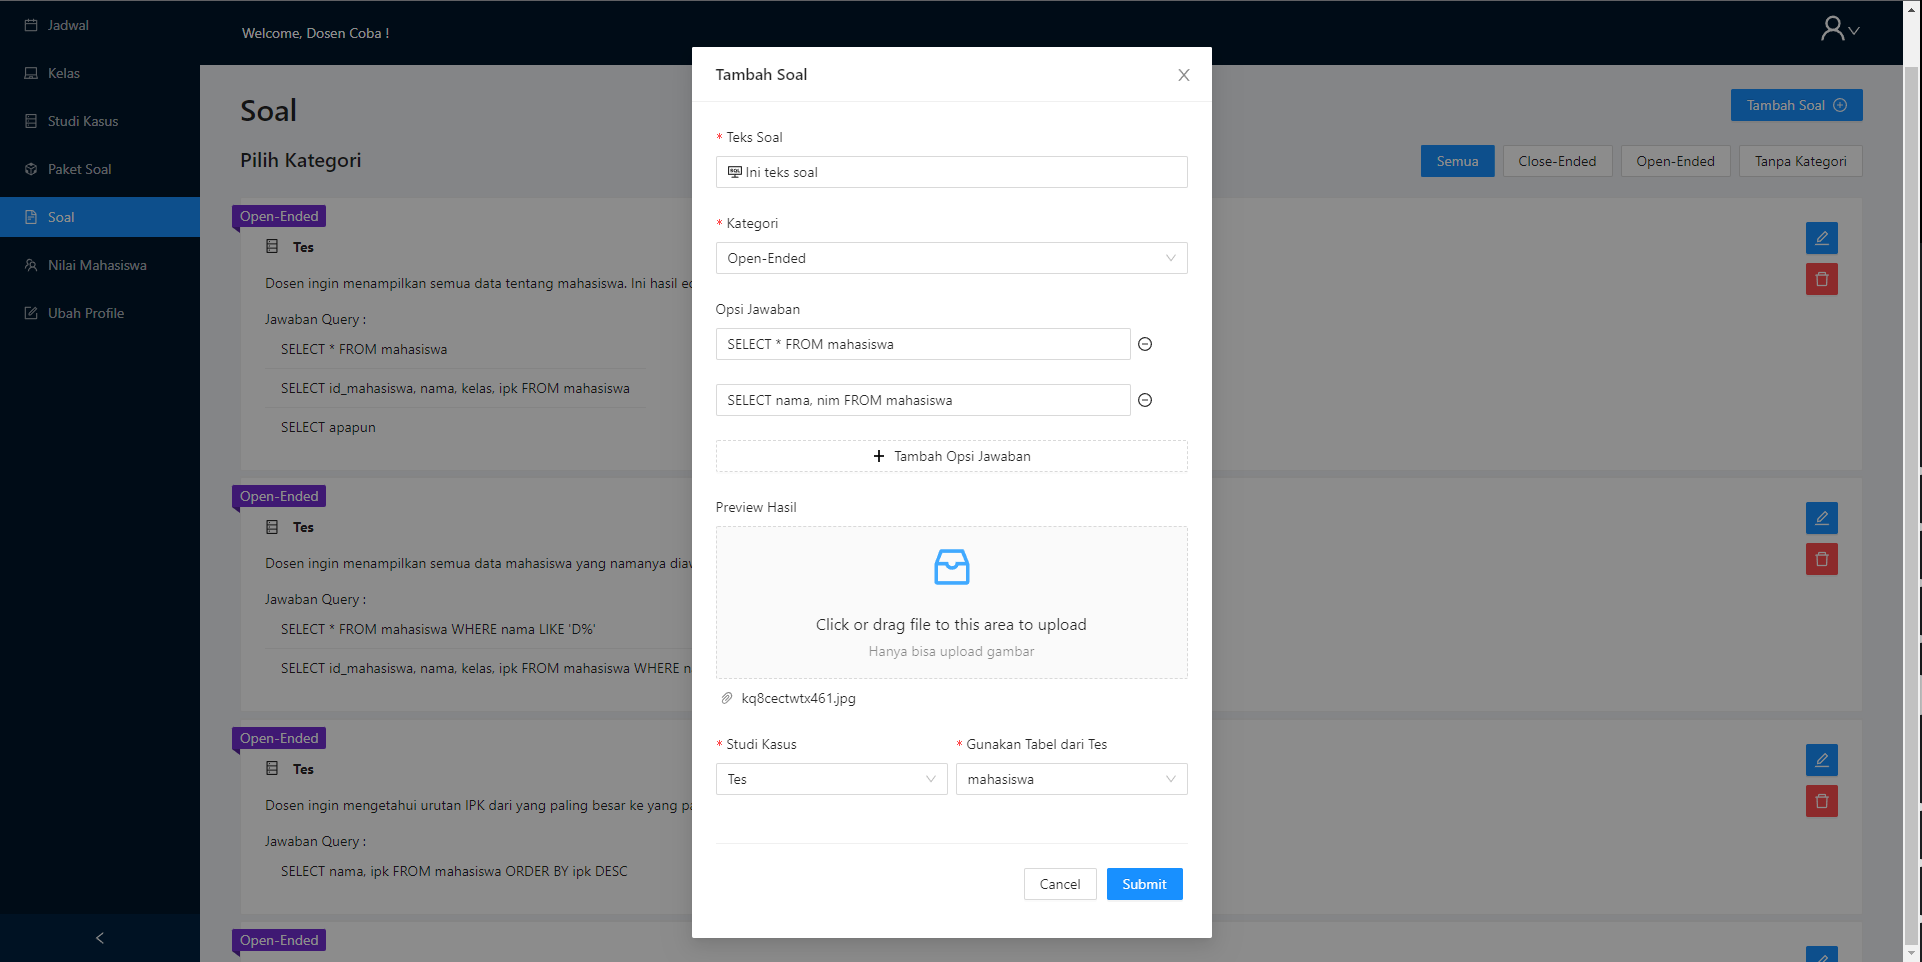 Jadwal
Kelas
Studi Kasus
Paket Soal
Soal
Nilai Mahasiswa
Ubah Profile
Welcome, Dosen Coba !
Soal
Tambah Soal
Pilih Kategori
Semua
Close-Ended
Open-Ended
Tanpa Kategori
Open-Ended
Tes
Dosen ingin menampilkan semua data tentang mahasiswa. Ini hasil
Jawaban Query :
SELECT * FROM mahasiswa
SELECT id_mahasiswa, nama, kelas, ipk FROM mahasiswa
SELECT apapun
Open-Ended
Tes
Dosen ingin menampilkan semua data mahasiswa yang namanya
Jawaban Query :
SELECT * FROM mahasiswa WHERE nama LIKE 'D%'
SELECT id_mahasiswa, nama, kelas, ipk FROM mahasiswa WHERE
Open-Ended
Tes
Dosen ingin mengetahui urutan IPK dari yang paling besar ke yang
Jawaban Query :
SELECT nama, ipk FROM mahasiswa ORDER BY ipk DESC
Open-Ended
Tambah Soal
* Teks Soal
SQL Ini teks soal
* Kategori
Open-Ended
Opsi Jawaban
SELECT * FROM mahasiswa
SELECT nama, nim FROM mahasiswa
+ Tambah Opsi Jawaban
Preview Hasil
Click or drag file to this area to upload
Hanya bisa upload gambar
kq8cectwtx461.jpg
* Studi Kasus
* Gunakan Tabel dari Tes
Tes
mahasiswa
Cancel
Submit